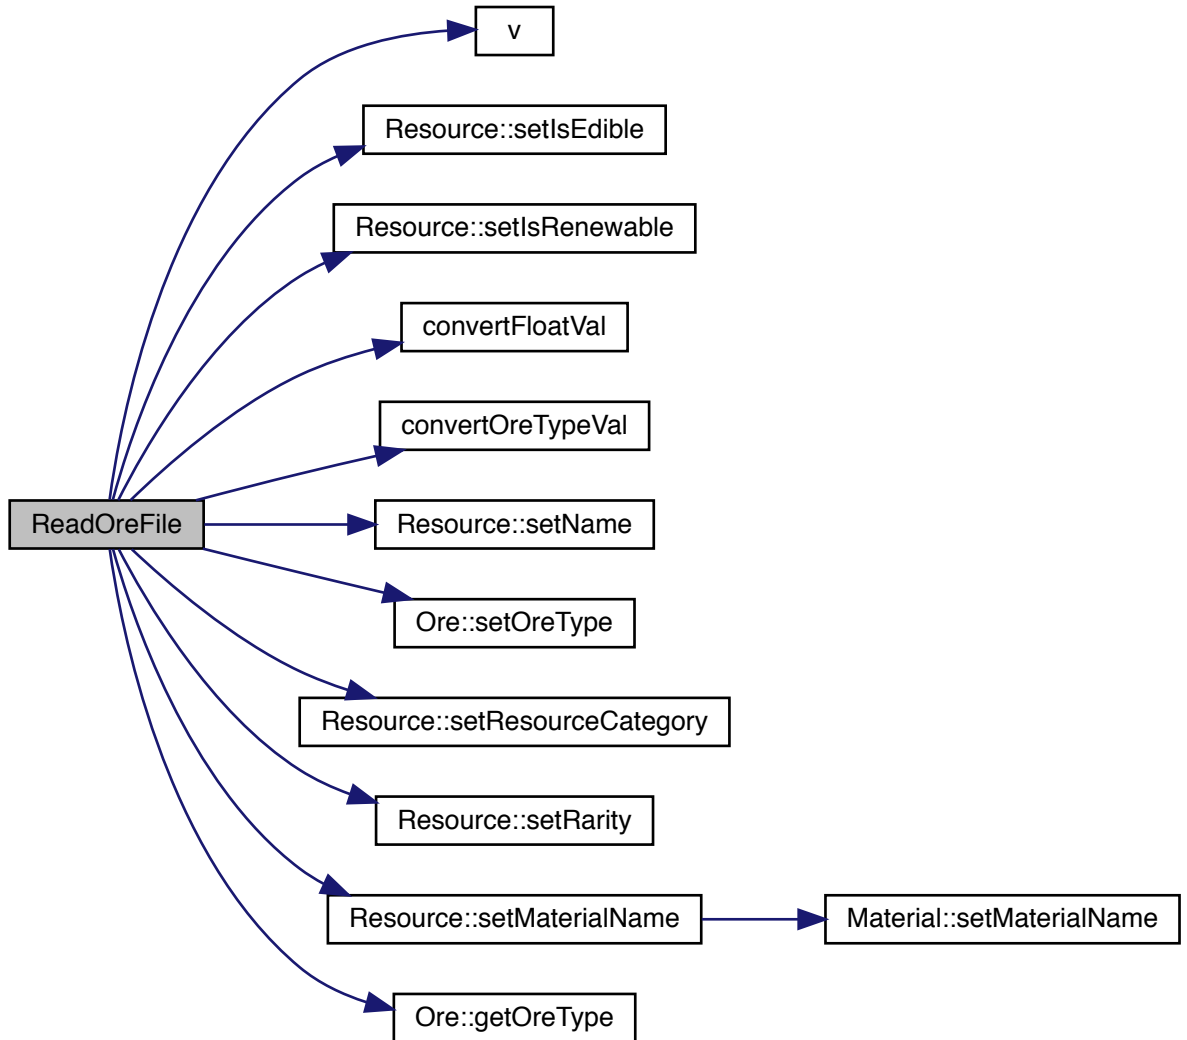 v
Resource::setIsEdible
Resource::setIsRenewable
convertFloatVal
convertOreTypeVal
ReadOreFile
Resource::setName
Ore::setOreType
Resource::setResourceCategory
Resource::setRarity
Resource::setMaterialName
Material::setMaterialName
Ore::getOreType